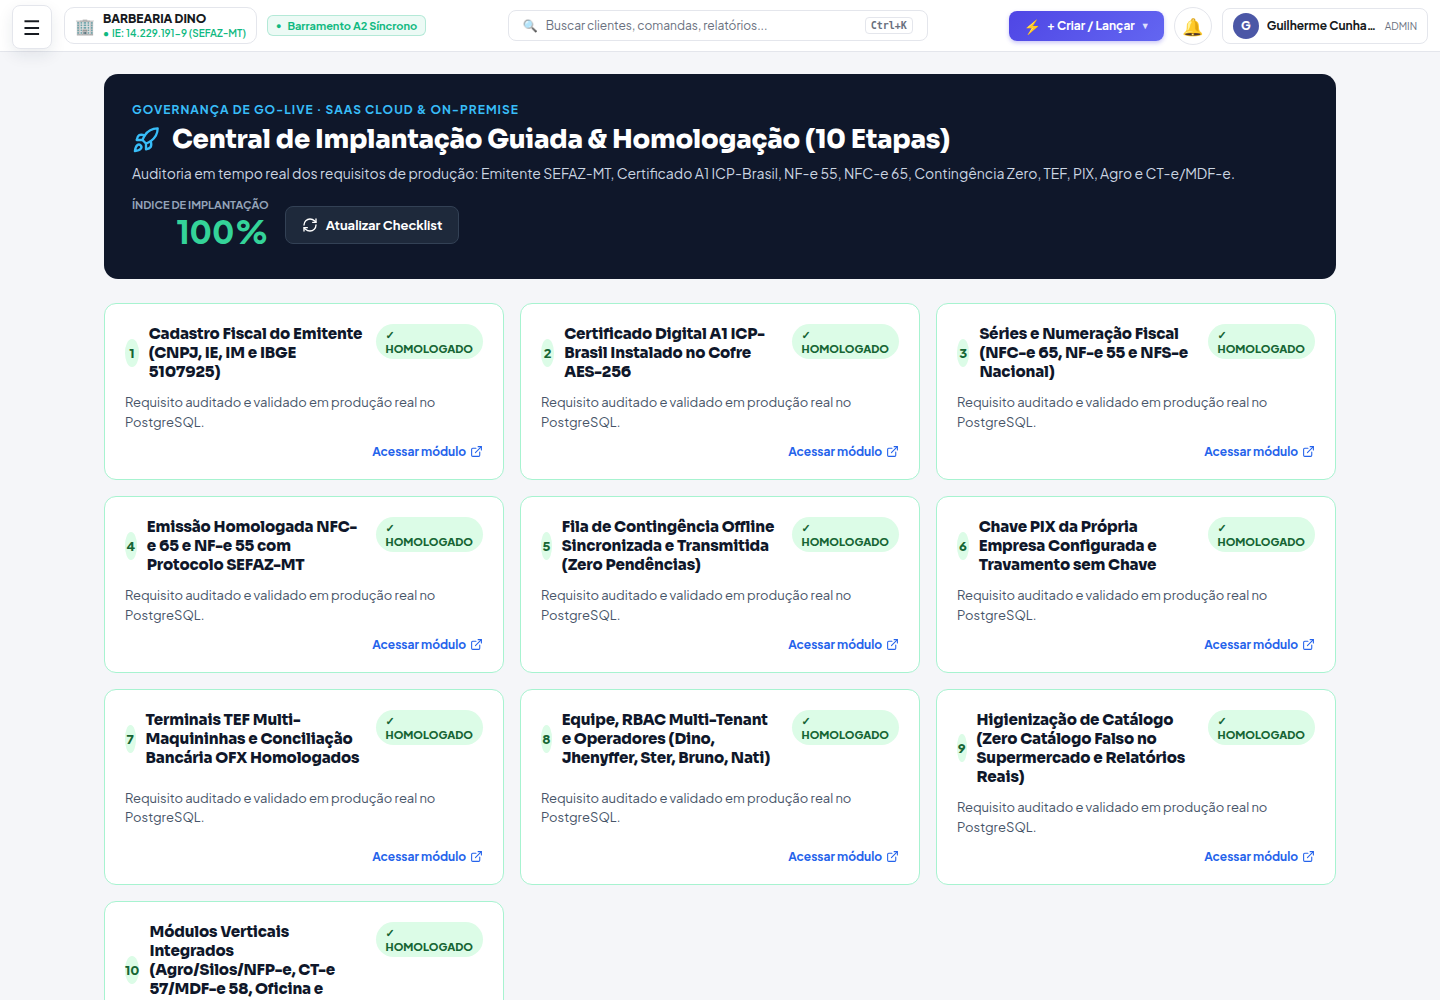 BARBEARIA DINO
● IE: 14.229.191-9 (SEFAZ-MT)
● Barramento A2 Síncrono
Buscar clientes, comandas, relatórios...
Ctrl+K
+ Criar / Lançar ▼
G
Guilherme Cunha...
ADMIN
GOVERNANÇA DE GO-LIVE · SAAS CLOUD & ON-PREMISE
Central de Implantação Guiada & Homologação (10 Etapas)
Auditoria em tempo real dos requisitos de produção: Emitente SEFAZ-MT, Certificado A1 ICP-Brasil, NF-e 55, NFC-e 65, Contingência Zero, TEF, PIX, Agro e CT-e/MDF-e.
ÍNDICE DE IMPLANTAÇÃO
100%
Atualizar Checklist
1
Cadastro Fiscal do Emitente
(CNPJ, IE, IM e IBGE
5107925)
✓
HOMOLOGADO
Requisito auditado e validado em produção real no
PostgreSQL.
Acessar módulo
2
Certificado Digital A1 ICP-
Brasil Instalado no Cofre
AES-256
✓
HOMOLOGADO
Requisito auditado e validado em produção real no
PostgreSQL.
Acessar módulo
3
Séries e Numeração Fiscal
(NFC-e 65, NF-e 55 e NFS-e
Nacional)
✓
HOMOLOGADO
Requisito auditado e validado em produção real no
PostgreSQL.
Acessar módulo
4
Emissão Homologada NFC-
e 65 e NF-e 55 com
Protocolo SEFAZ-MT
✓
HOMOLOGADO
Requisito auditado e validado em produção real no
PostgreSQL.
Acessar módulo
5
Fila de Contingência Offline
Sincronizada e Transmitida
(Zero Pendências)
✓
HOMOLOGADO
Requisito auditado e validado em produção real no
PostgreSQL.
Acessar módulo
6
Chave PIX da Própria
Empresa Configurada e
Travamento sem Chave
✓
HOMOLOGADO
Requisito auditado e validado em produção real no
PostgreSQL.
Acessar módulo
7
Terminais TEF Multi-
Maquininhas e Conciliação
Bancária OFX Homologados
✓
HOMOLOGADO
Requisito auditado e validado em produção real no
PostgreSQL.
Acessar módulo
8
Equipe, RBAC Multi-Tenant
e Operadores (Dino,
Jhenyffer, Ster, Bruno, Nati)
✓
HOMOLOGADO
Requisito auditado e validado em produção real no
PostgreSQL.
Acessar módulo
9
Higienização de Catálogo
(Zero Catálogo Falso no
Supermercado e Relatórios
Reais)
✓
HOMOLOGADO
Requisito auditado e validado em produção real no
PostgreSQL.
Acessar módulo
10
Módulos Verticais
Integrados
(Agro/Silos/NFP-e, CT-e
57/MDF-e 58, Oficina e
✓
HOMOLOGADO